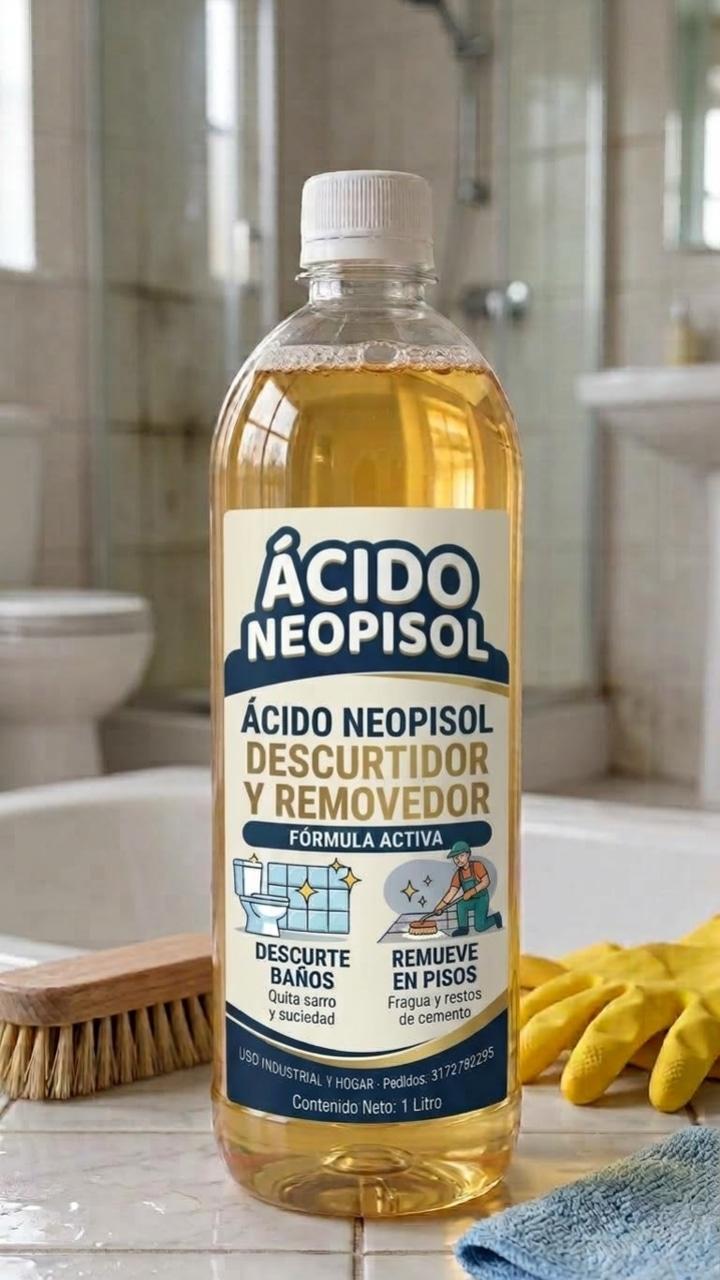 ÁCIDO
NEOPISOL
ÁCIDO NEOPISOL
DESCURTIDOR
Y REMOVEDOR
FÓRMULA ACTIVA
DESCURTE
BAÑOS
Quita sarro
y suciedad
REMUEVE
EN PISOS
Fragua y restos
de cemento
USO INDUSTRIAL Y HOGAR · Pedidos: 3172792295
Contenido Neto: 1 Litro